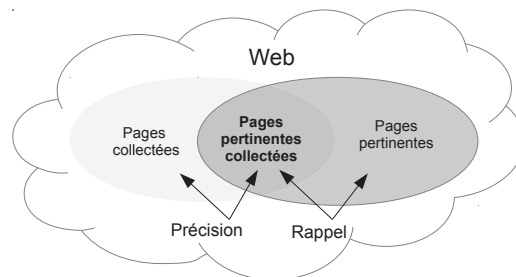 Web
Pages
collectées
Pages
pertinentes
collectées
Pages
pertinentes
Précision
Rappel